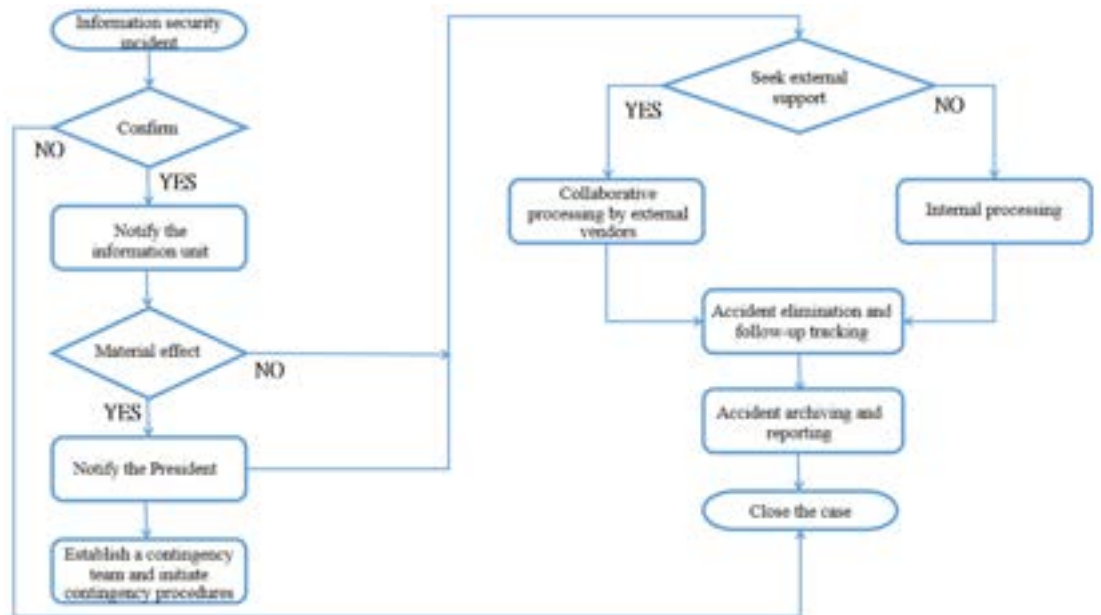 Information security
incident
Confirm
NO
YES
Notify the
information unit
Material effect
NO
YES
Notify the President
Establish a contingency
team and initiate
contingency procedures
Seek external
support
YES
NO
Collaborative
processing by external
vendors
Internal processing
Accident elimination and
follow-up tracking
Accident archiving and
reporting
Close the case